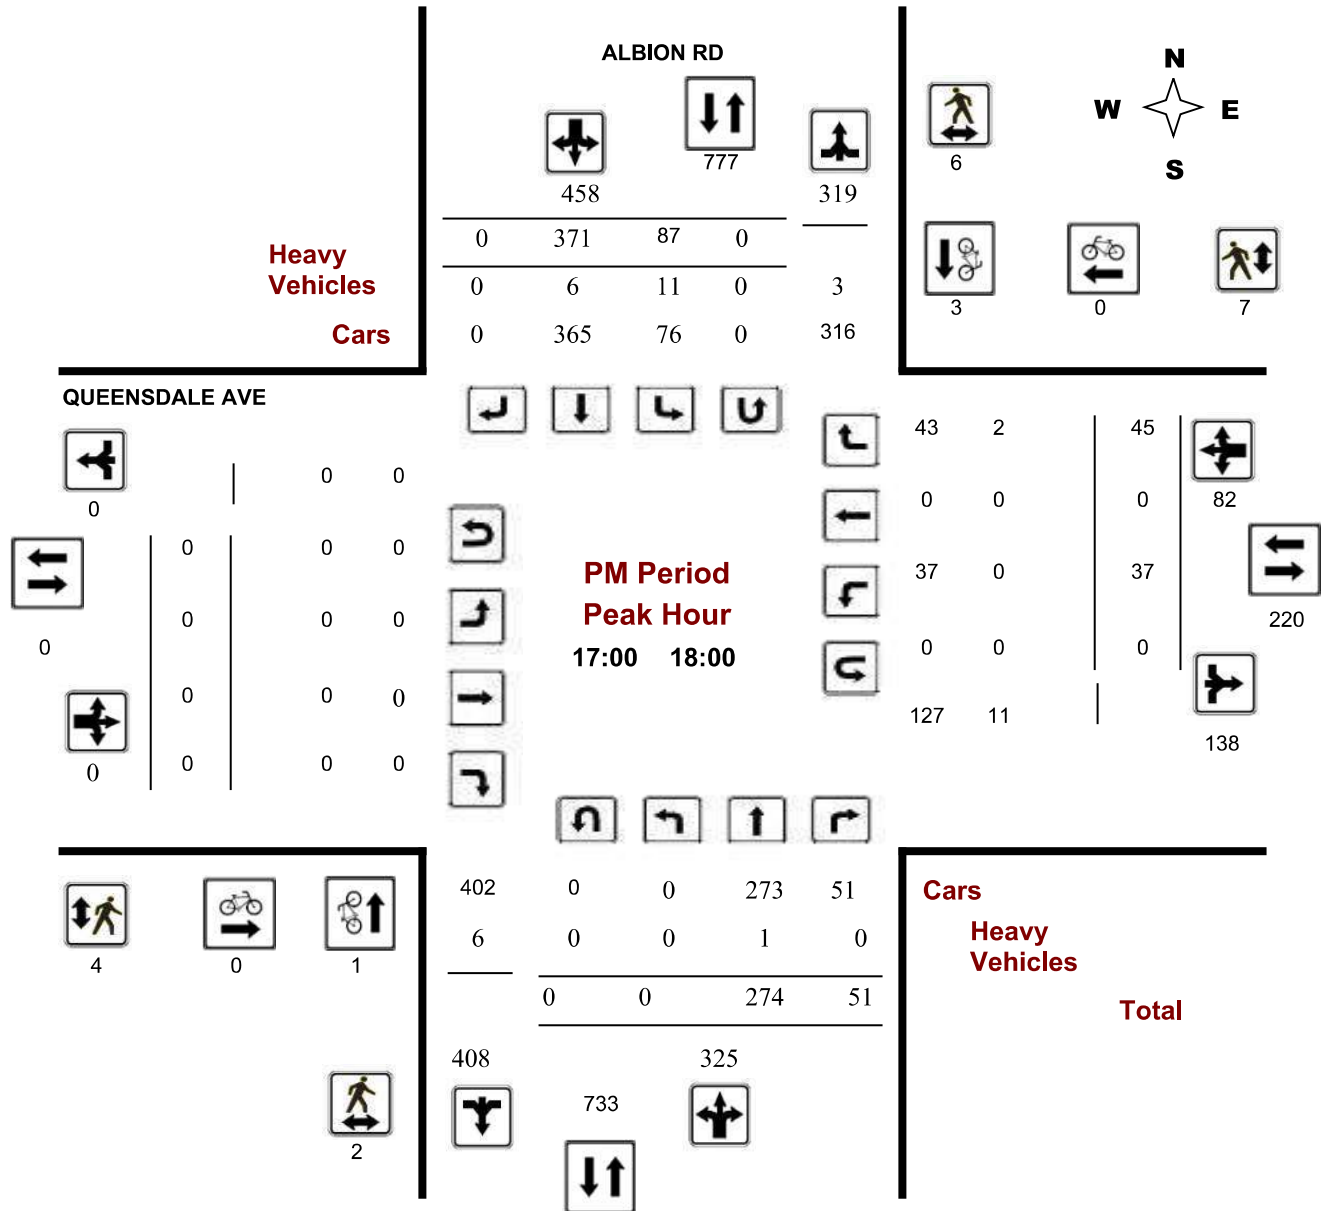 ALBION RD
N
W E
S
777
6
458 319
0 371 87 0
Heavy
Vehicles 0 6 11 0 3
Cars 0 365 76 0 316
3 0 7
QUEENSDALE AVE
43 2 45
0 0
0
0 0 0 82
0 0 0
PM Period
37 0 37
Peak Hour
0 0 0
220
0
17:00 18:00
0 0 0
0 0 0
127 11
138
0
0 0 0
402 0 0 273 51
Cars
6 0 0 1 0
Heavy
Vehicles
4 0 1
0 0 274 51
Total
408 325
733
2